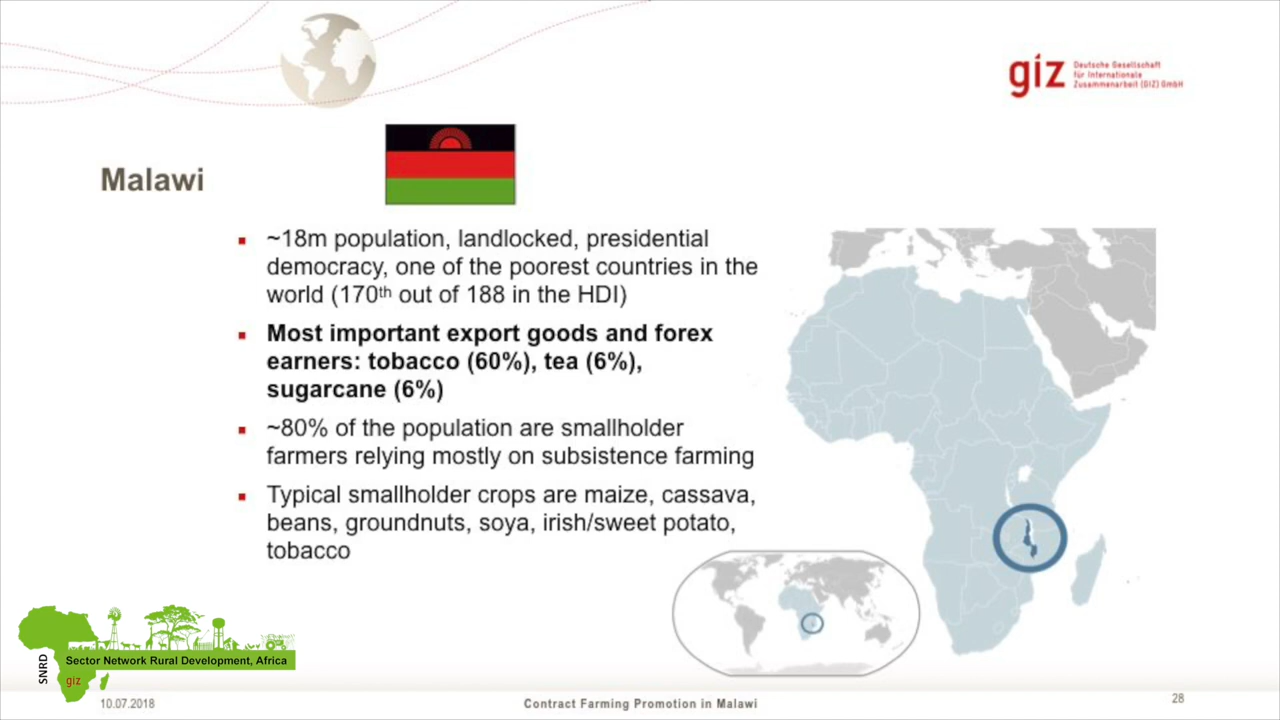 giz Deutsche Gesellschaft
für Internationale
Zusammenarbeit (GIZ) GmbH
Malawi
~18m population, landlocked, presidential
democracy, one of the poorest countries in the
world (170th out of 188 in the HDI)
Most important export goods and forex
earners: tobacco (60%), tea (6%),
sugarcane (6%)
~80% of the population are smallholder
farmers relying mostly on subsistence farming
Typical smallholder crops are maize, cassava,
beans, groundnuts, soya, irish/sweet potato,
tobacco
SNRD
Sector Network Rural Development, Africa
giz
10.07.2018
Contract Farming Promotion in Malawi
28